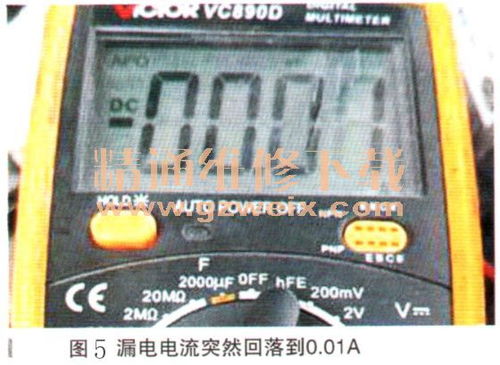 VICTOR VC890D
DIGITAL
MULTIMETER
APO
DC
精通维修下载
www.gzweix.com
HOLD
AUTO POWER OFF
NPN
PNP
E B C E
F
2000μF
OFF
hFE
20MΩ
200mV
2MΩ
2V
CE
V
图5 漏电电流突然回落到0.01A